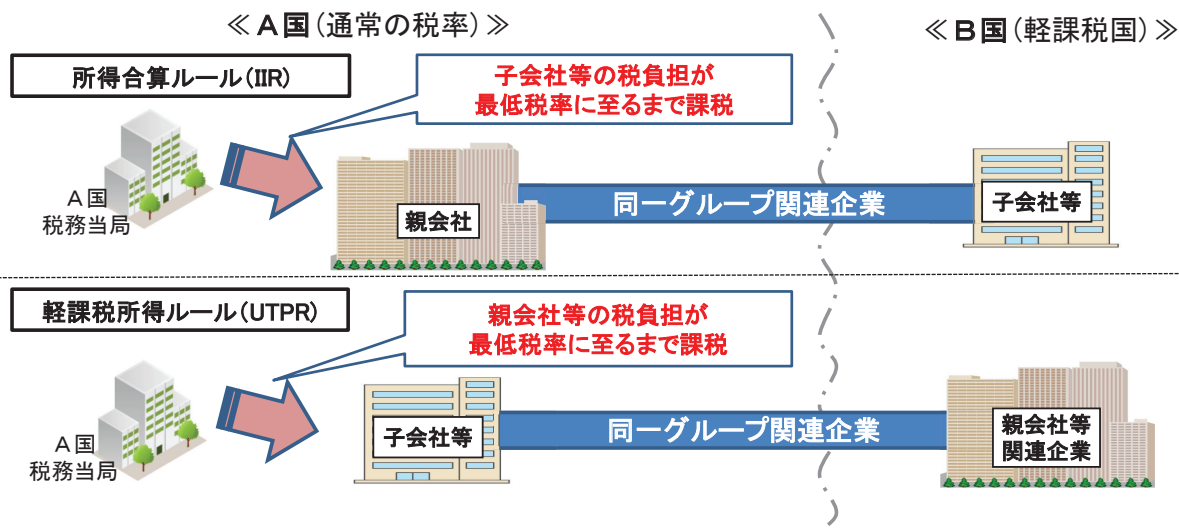 ≪A国(通常の税率)≫
≪B国(軽課税国)≫
所得合算ルール(IIR)
子会社等の税負担が
最低税率に至るまで課税
A国
税務当局
親会社
同一グループ関連企業
子会社等
軽課税所得ルール(UTPR)
親会社等の税負担が
最低税率に至るまで課税
A国
税務当局
子会社等
同一グループ関連企業
親会社等
関連企業